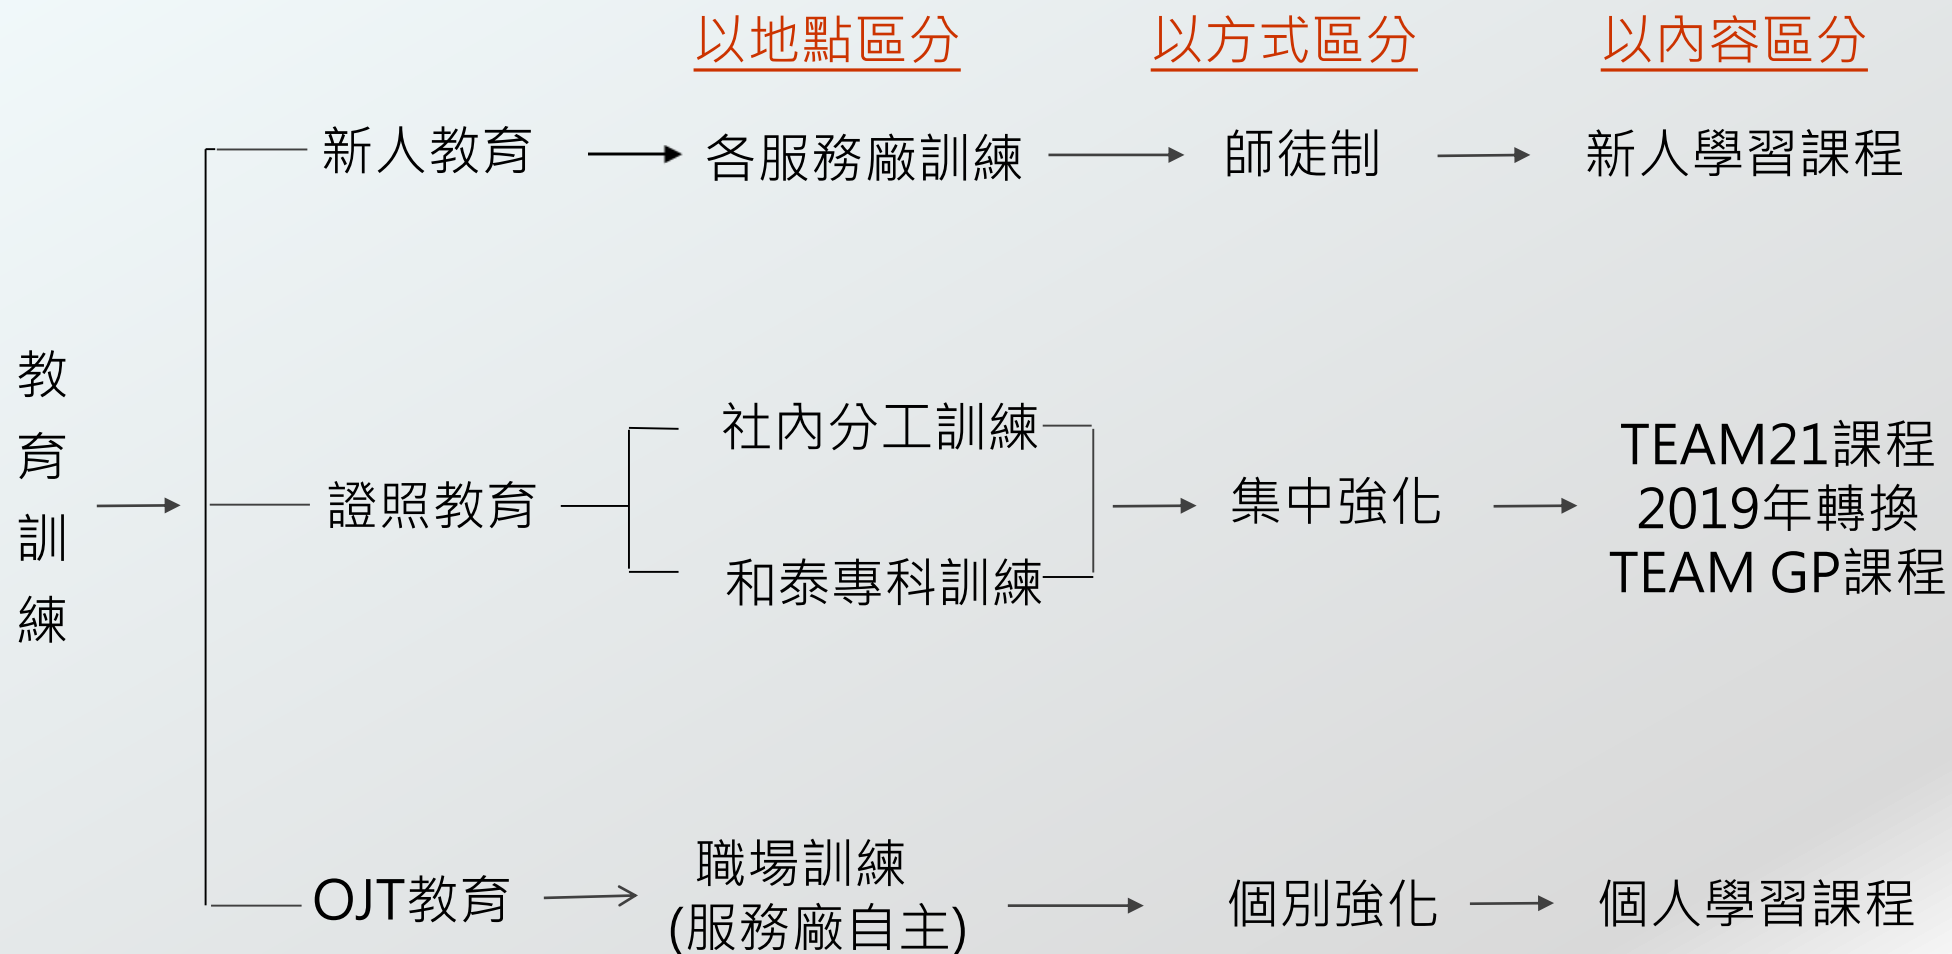 以地點區分 以方式區分 以內容區分
新人教育 各服務廠訓練 師徒制 新人學習課程
教育訓練
證照教育
社內分工訓練
和泰專科訓練
集中強化
TEAM21課程
2019年轉換
TEAM GP課程
OJT教育
職場訓練
(服務廠自主)
個別強化
個人學習課程